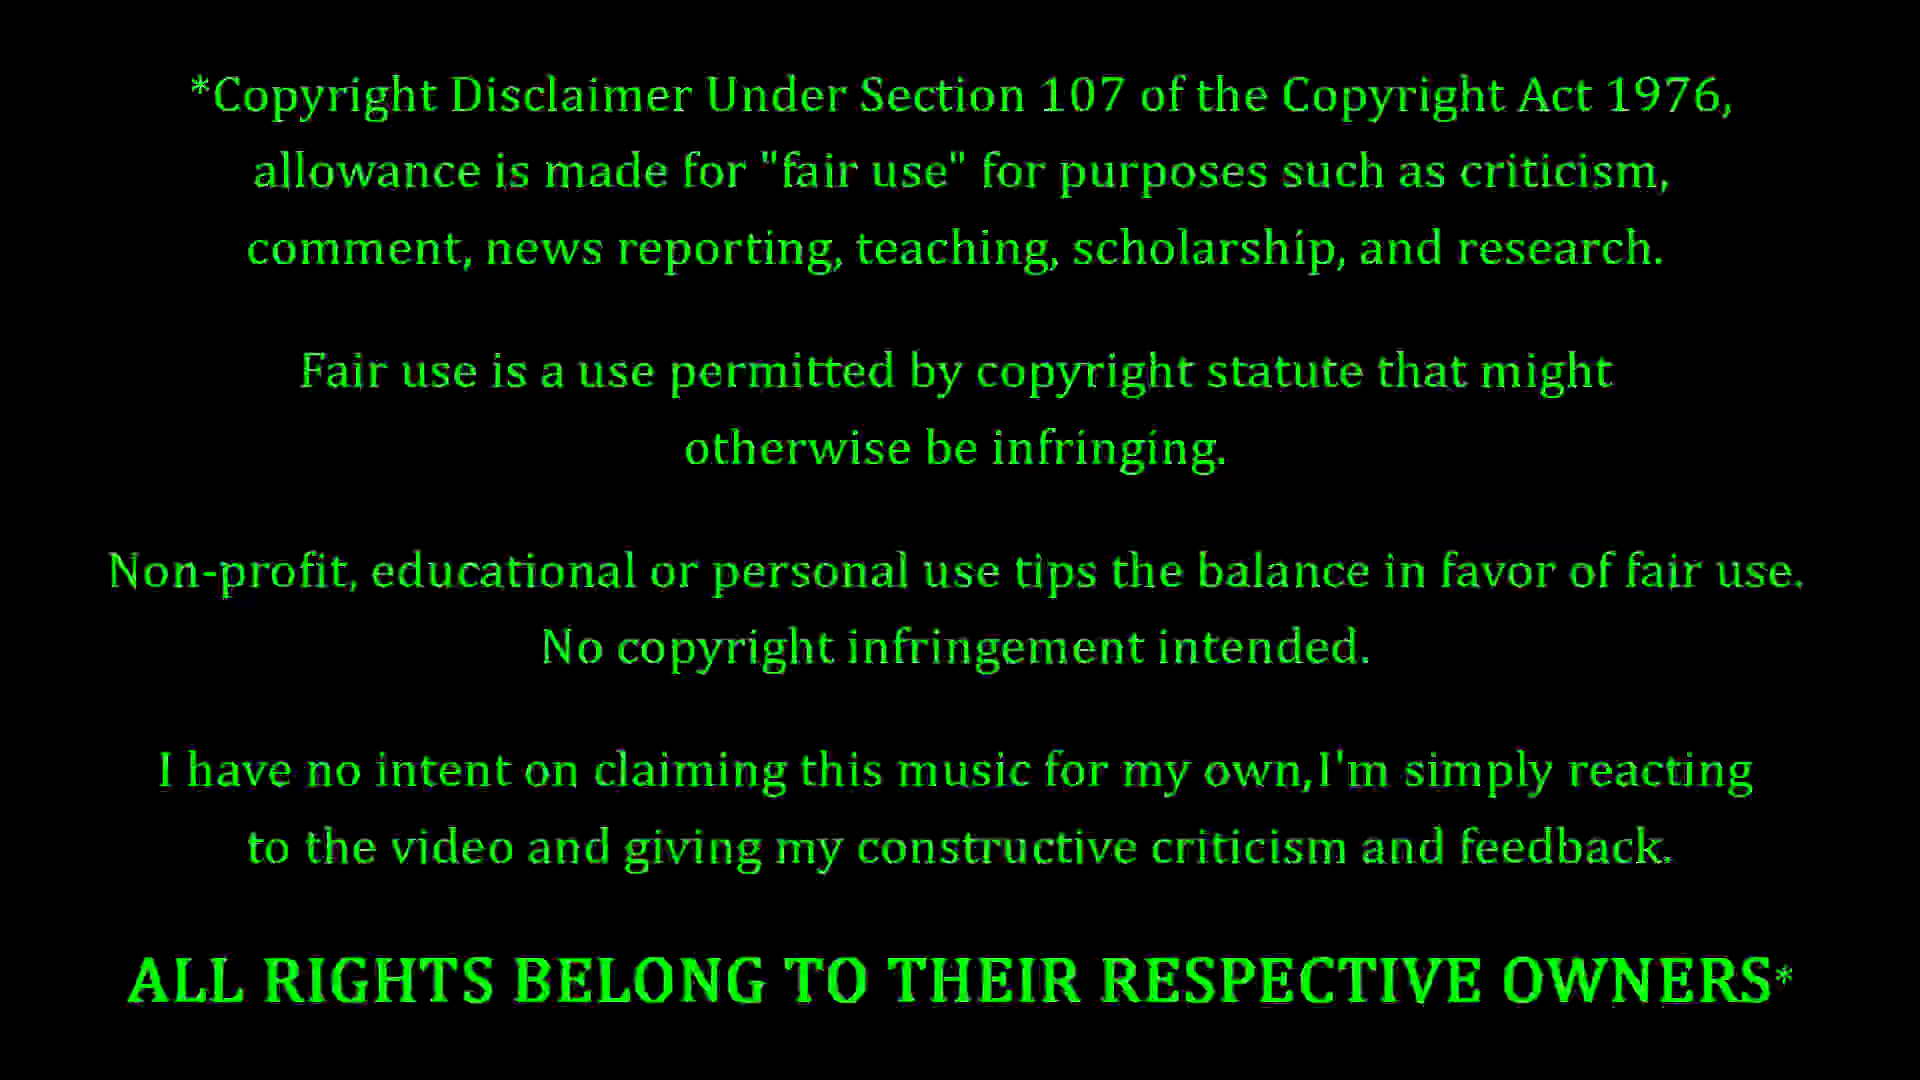 *Copyright Disclaimer Under Section 107 of the Copyright Act 1976,
allowance is made for "fair use" for purposes such as criticism,
comment, news reporting, teaching, scholarship, and research.
Fair use is a use permitted by copyright statute that might
otherwise be infringing.
Non-profit, educational or personal use tips the balance in favor of fair use.
No copyright infringement intended.
I have no intent on claiming this music for my own,I'm simply reacting
to the video and giving my constructive criticism and feedback.
ALL RIGHTS BELONG TO THEIR RESPECTIVE OWNERS*